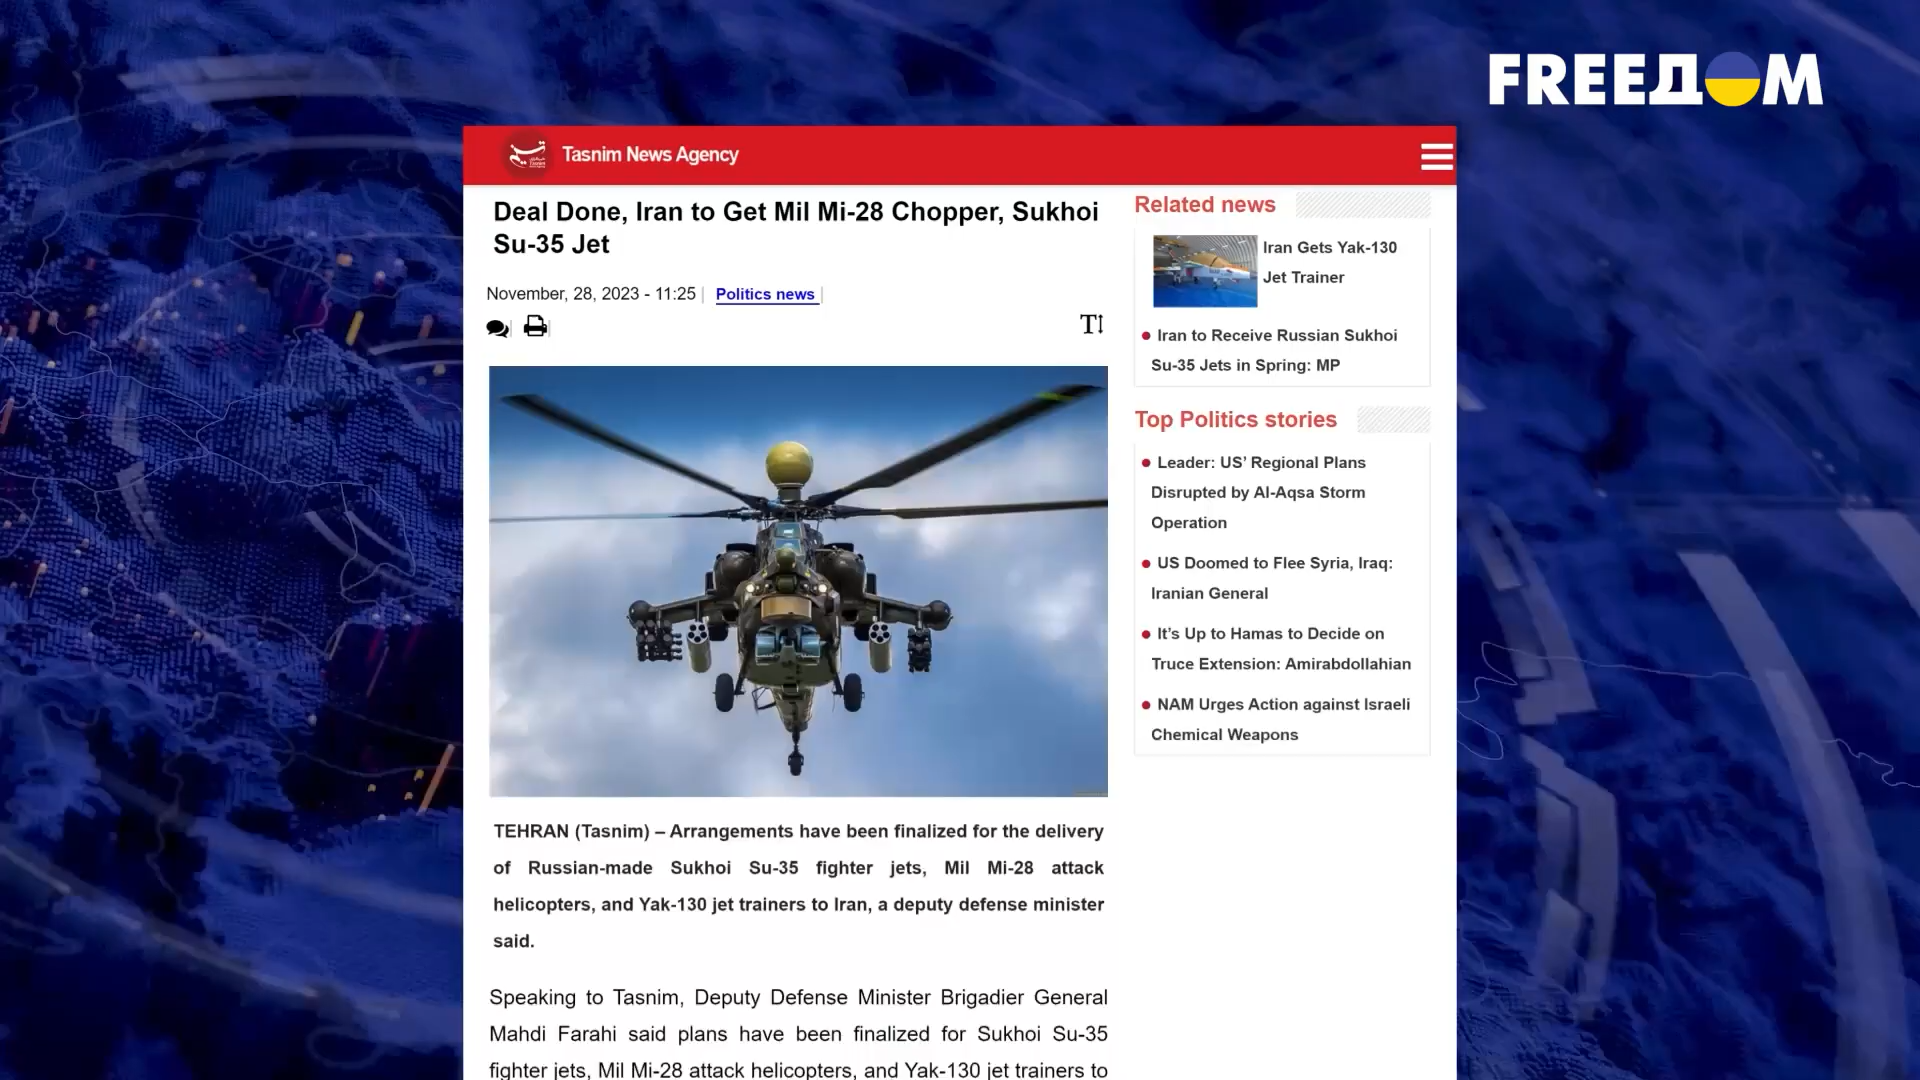 FREEДOM
Tasnim News Agency
Deal Done, Iran to Get Mil Mi-28 Chopper, Sukhoi
Su-35 Jet
November, 28, 2023 - 11:25
Politics news
Related news
Iran Gets Yak-130
Jet Trainer
Iran to Receive Russian Sukhoi
Su-35 Jets in Spring: MP
Top Politics stories
Leader: US’ Regional Plans
Disrupted by Al-Aqsa Storm
Operation
US Doomed to Flee Syria, Iraq:
Iranian General
It’s Up to Hamas to Decide on
Truce Extension: Amirabdollahian
NAM Urges Action against Israeli
Chemical Weapons
TEHRAN (Tasnim) – Arrangements have been finalized for the delivery
of Russian-made Sukhoi Su-35 fighter jets, Mil Mi-28 attack
helicopters, and Yak-130 jet trainers to Iran, a deputy defense minister
said.
Speaking to Tasnim, Deputy Defense Minister Brigadier General
Mahdi Farahi said plans have been finalized for Sukhoi Su-35
fighter jets, Mil Mi-28 attack helicopters, and Yak-130 jet trainers to